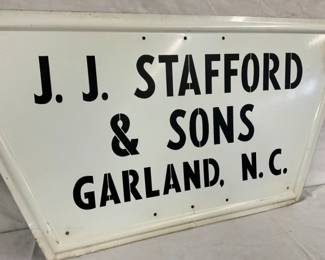 J. J. STAFFORD
& SONS
GARLAND, N. C.